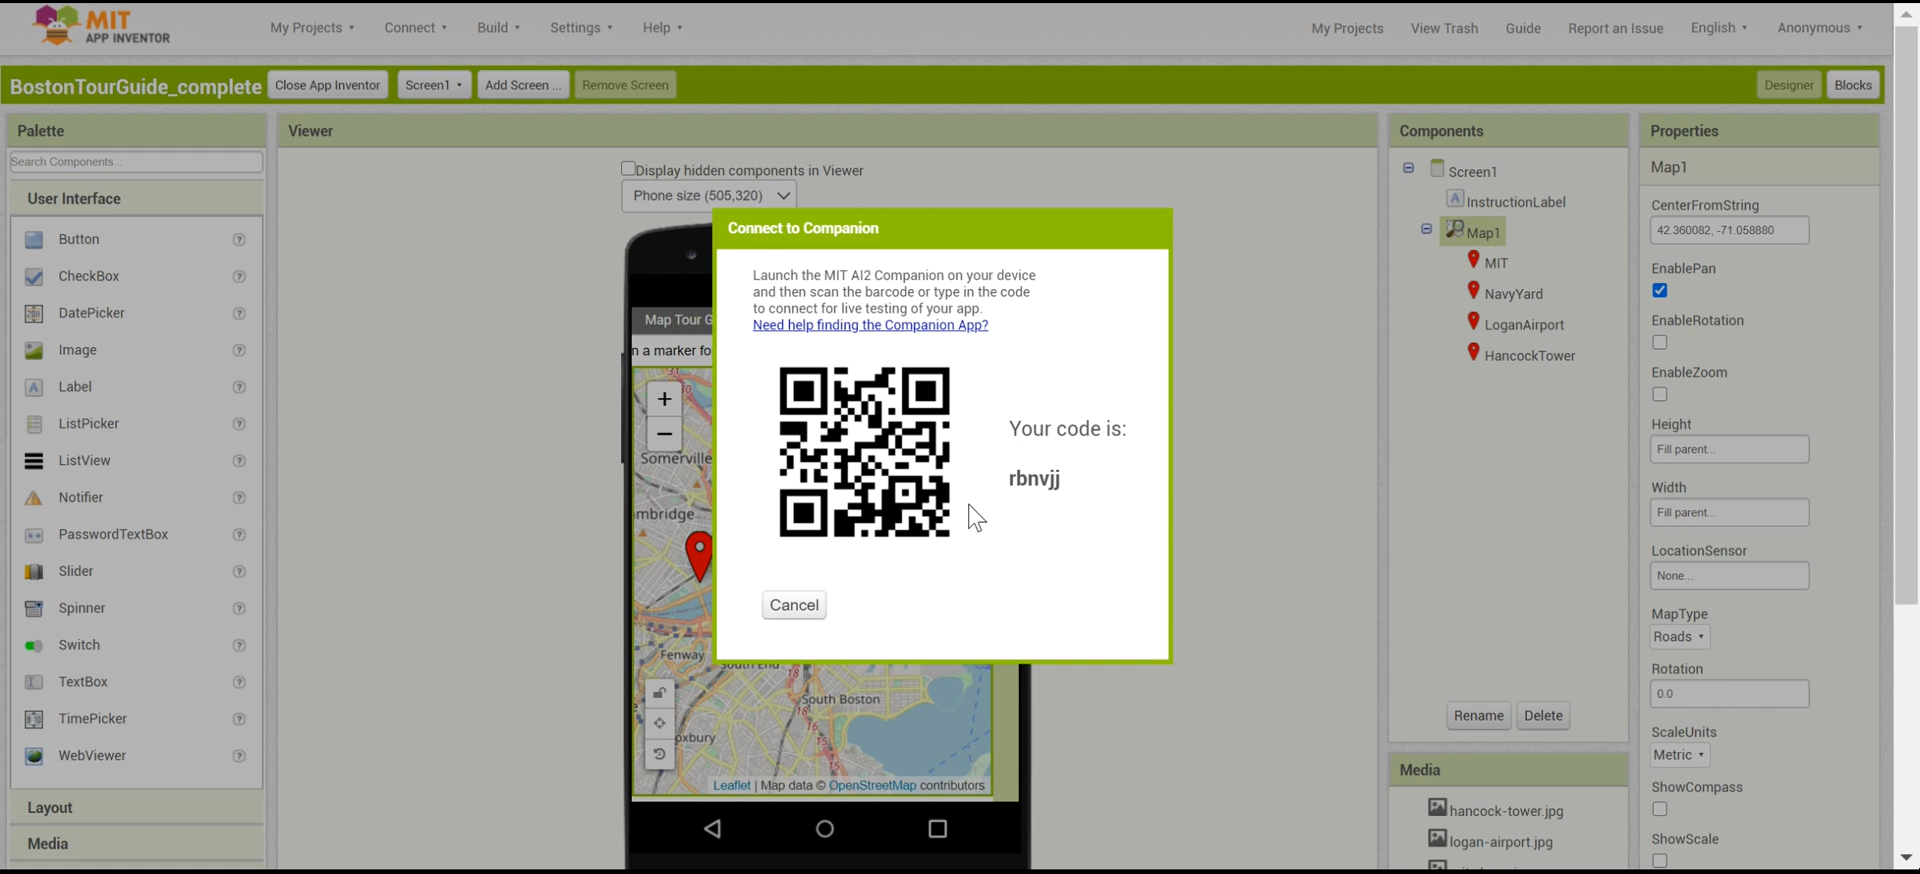 MIT
APP INVENTOR
My Projects
Connect
Build
Settings
Help
My Projects
View Trash
Guide
Report an Issue
English
Anonymous
BostonTourGuide_complete
Close App Inventor
Screen1
Add Screen ...
Remove Screen
Designer
Blocks
Palette
Search Components...
User Interface
Button
CheckBox
DatePicker
Image
Label
ListPicker
ListView
Notifier
PasswordTextBox
Slider
Spinner
Switch
TextBox
TimePicker
WebViewer
Layout
Media
Viewer
Display hidden components in Viewer
Phone size (505,320)
Map Tour G
n a marker fo
+
−
Somerville
mbridge
Fenway
South End
South Boston
oxbury
Leaflet | Map data © OpenStreetMap contributors
Connect to Companion
Launch the MIT AI2 Companion on your device
and then scan the barcode or type in the code
to connect for live testing of your app.
Need help finding the Companion App?
Your code is:
rbnvjj
Cancel
Components
Screen1
InstructionLabel
Map1
MIT
NavyYard
LoganAirport
HancockTower
Rename
Delete
Media
hancock-tower.jpg
logan-airport.jpg
Properties
Map1
CenterFromString
42.360082, -71.058880
EnablePan
EnableRotation
EnableZoom
Height
Fill parent...
Width
Fill parent...
LocationSensor
None...
MapType
Roads
Rotation
0.0
ScaleUnits
Metric
ShowCompass
ShowScale